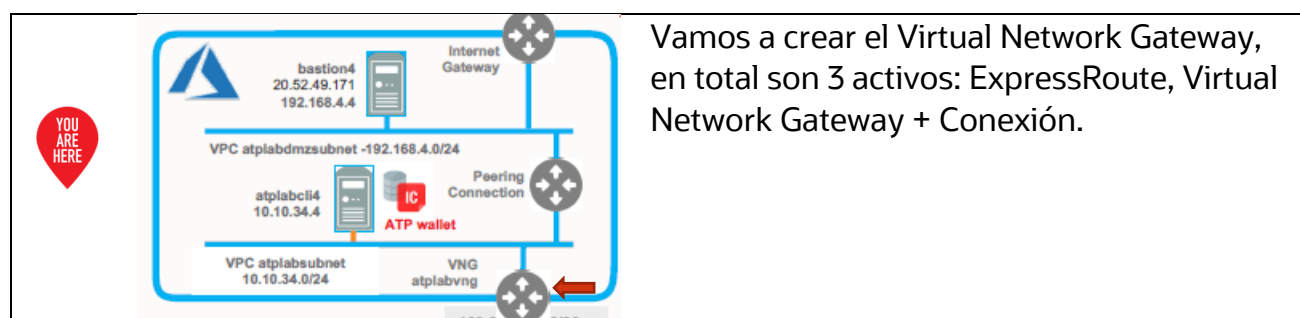 YOU
ARE
HERE
Internet
Gateway
bastion4
20.52.49.171
192.168.4.4
VPC atplabdmzsubnet -192.168.4.0/24
Peering
Connection
atplabcli4
10.10.34.4
IC
ATP wallet
VPC atplabsubnet
10.10.34.0/24
VNG
atplabvng
Vamos a crear el Virtual Network Gateway,
en total son 3 activos: ExpressRoute, Virtual
Network Gateway + Conexión.